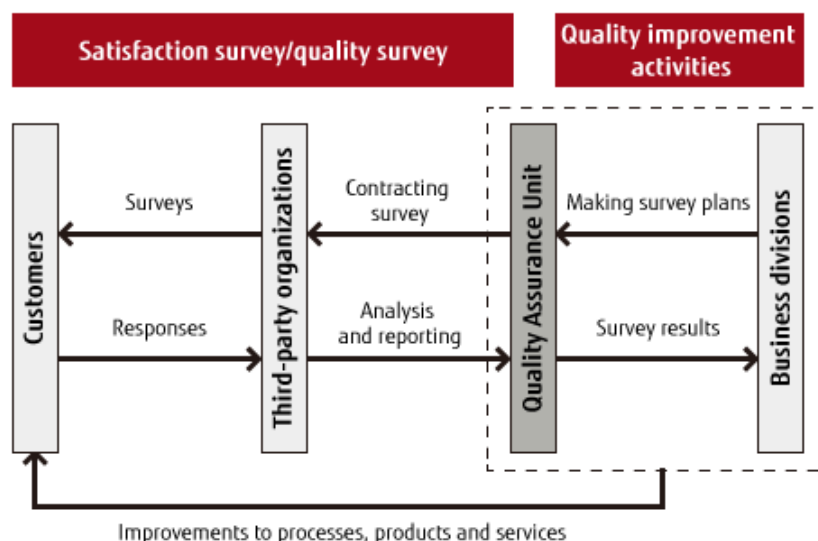 Satisfaction survey/quality survey
Quality improvement
activities
Customers
Surveys
Responses
Third-party organizations
Contracting
survey
Analysis
and reporting
Quality Assurance Unit
Making survey plans
Survey results
Business divisions
Improvements to processes, products and services